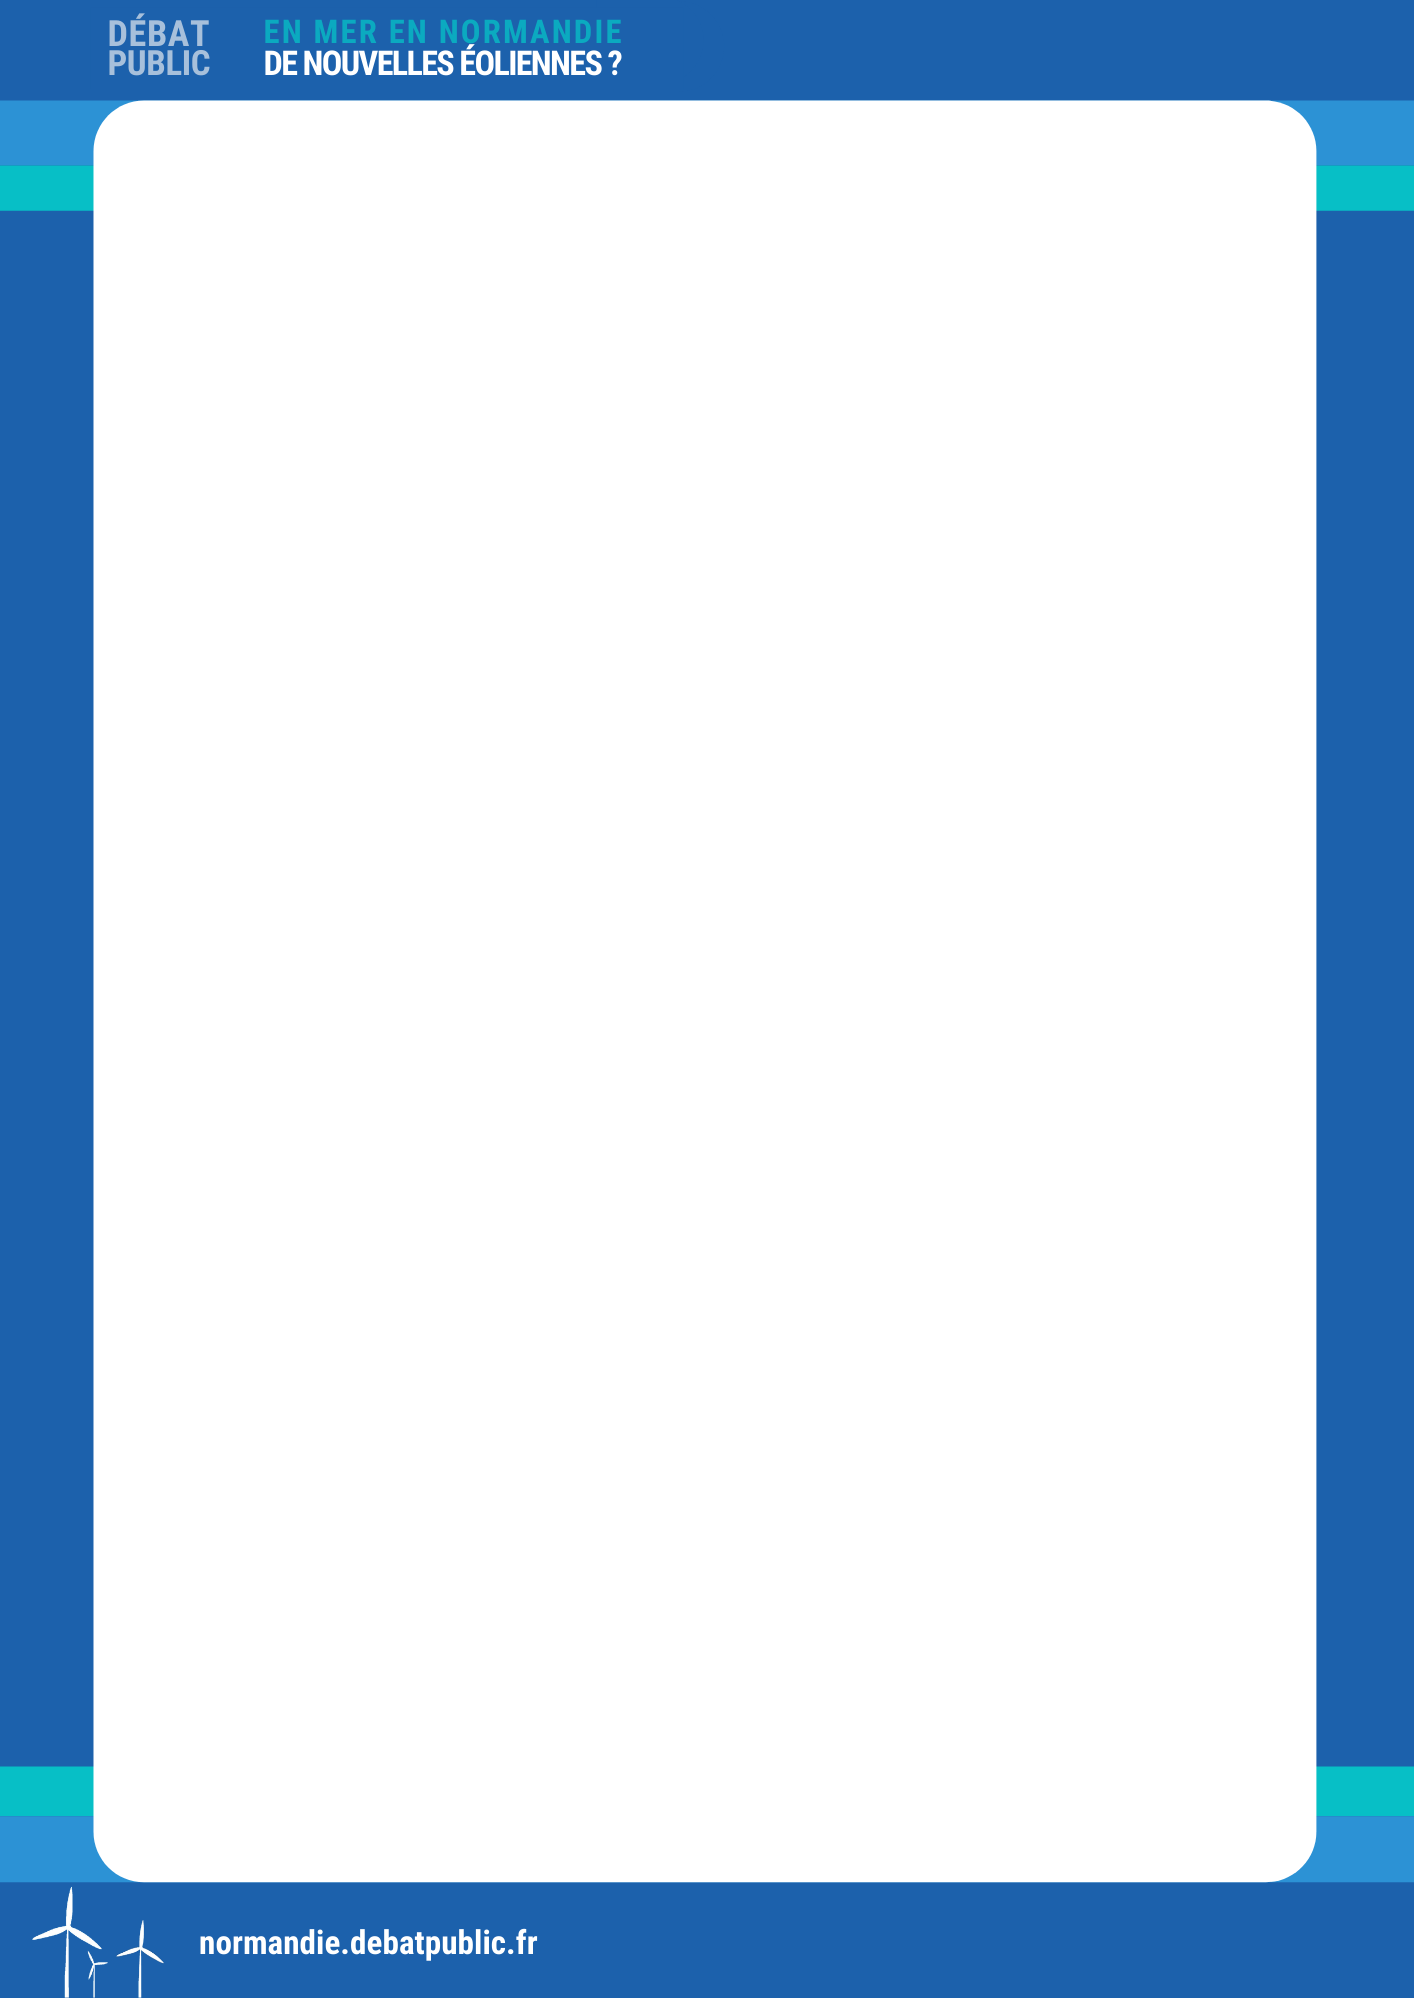 DÉBAT
PUBLIC
EN MER EN NORMANDIE
DE NOUVELLES ÉOLIENNES ?
normandie.debatpublic.fr